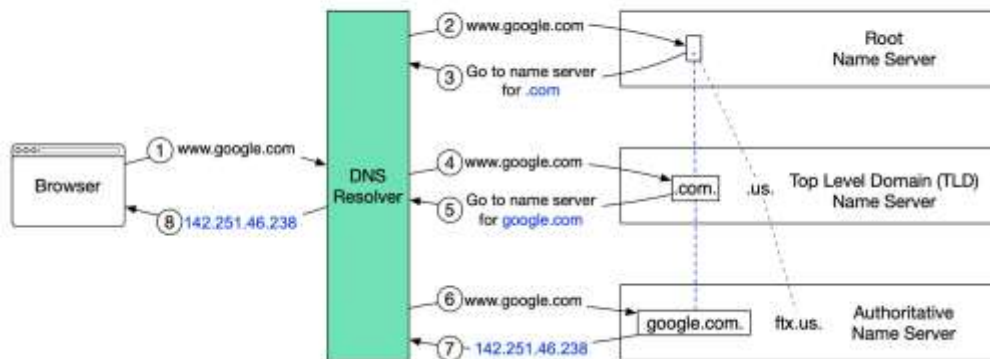 ② www.google.com
Root
Name Server
.
③ Go to name server
for .com
① www.google.com
Browser
DNS
Resolver
④ www.google.com
.com.
.us.
Top Level Domain (TLD)
Name Server
⑤ Go to name server
for google.com
⑧ 142.251.46.238
⑥ www.google.com
google.com.
ftx.us.
Authoritative
Name Server
⑦ 142.251.46.238